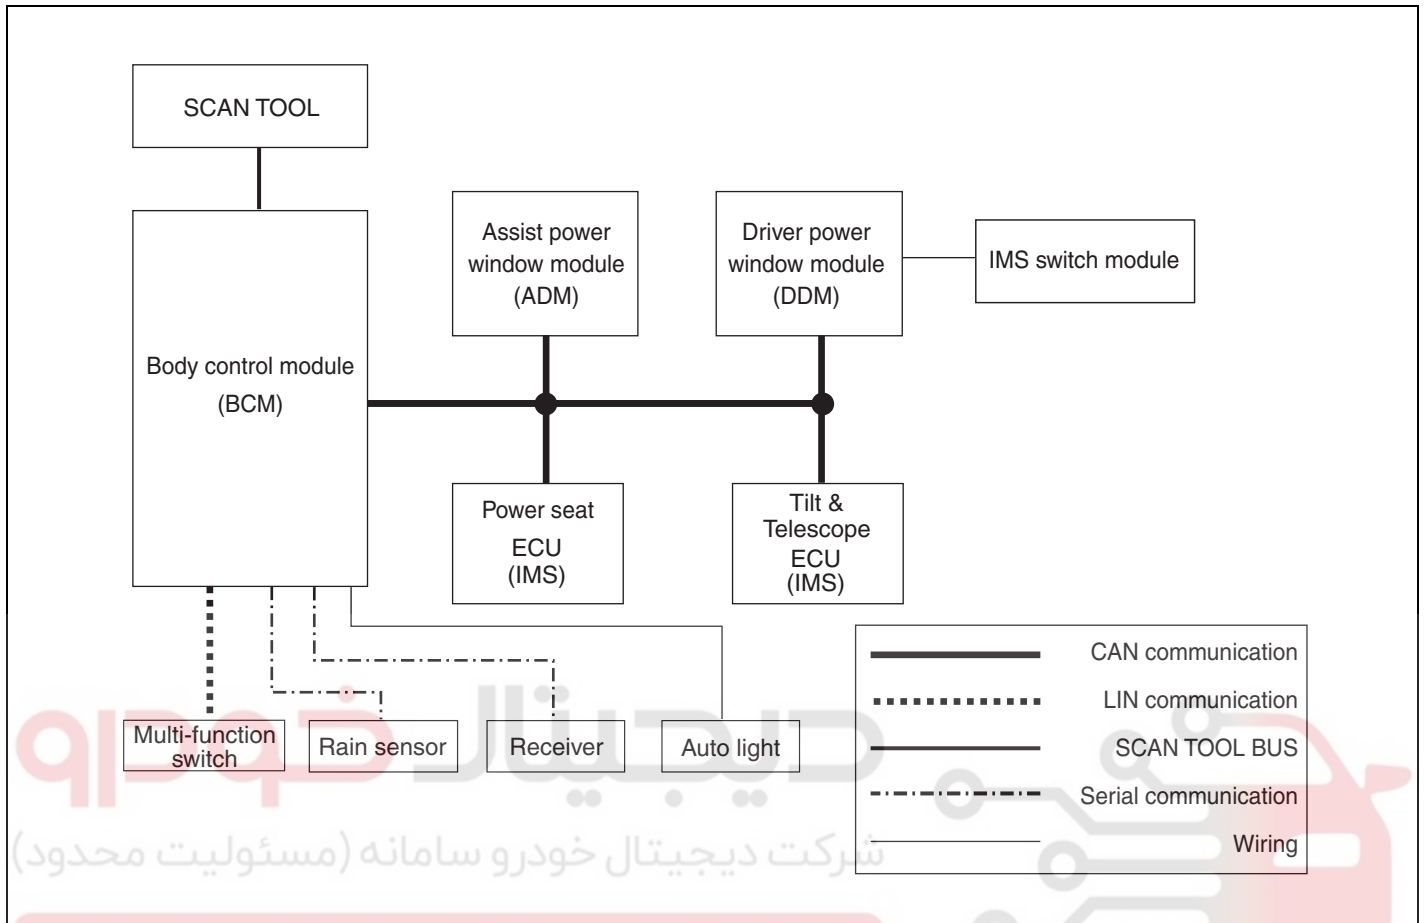 SCAN TOOL
Assist power
window module
(ADM)
Driver power
window module
(DDM)
IMS switch module
Body control module
(BCM)
Power seat
ECU
(IMS)
Tilt &
Telescope
ECU
(IMS)
CAN communication
LIN communication
SCAN TOOL BUS
Serial communication
Wiring
Multi-function
switch
Rain sensor
Receiver
Auto light
دیجیتال خودرو
شرکت دیجیتال خودرو سامانه (مسئولیت محدود)